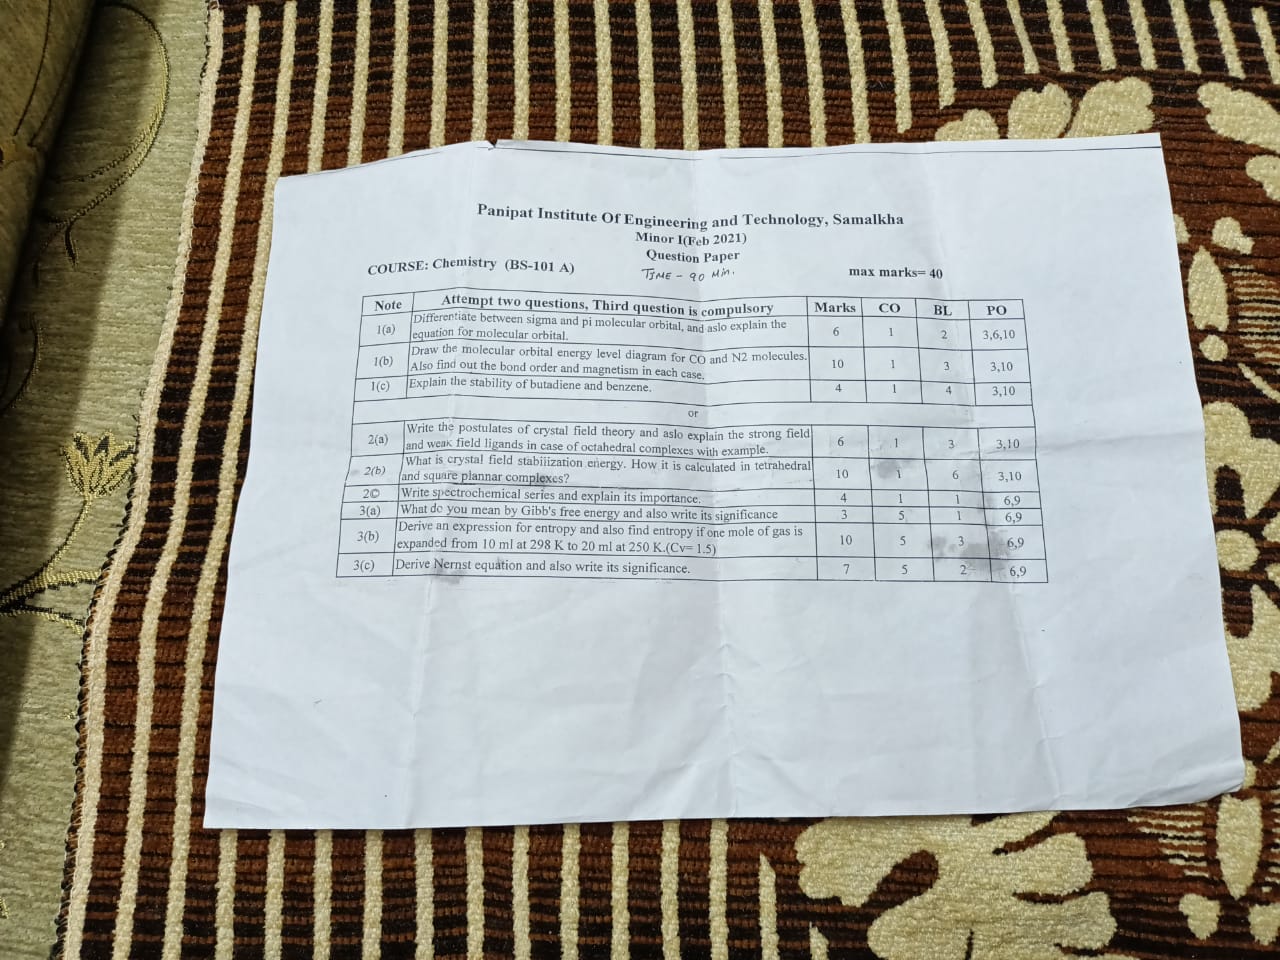 Panipat Institute Of Engineering and Technology, Samalkha
Minor I(Feb 2021)
Question Paper
COURSE: Chemistry (BS-101 A)
TIME - 90 Min.
max marks= 40
Note Attempt two questions, Third question is compulsory Marks CO BL PO
1(a) Differentiate between sigma and pi molecular orbital, and aslo explain the
equation for molecular orbital. 6 1 2 3,6,10
1(b) Draw the molecular orbital energy level diagram for CO and N2 molecules.
Also find out the bond order and magnetism in each case. 10 1 3 3,10
1(c) Explain the stability of butadiene and benzene. 4 1 4 3,10
or
2(a) Write the postulates of crystal field theory and aslo explain the strong field
and weak field ligands in case of octahedral complexes with example. 6 1 3 3,10
2(b) What is crystal field stabiiization energy. How it is calculated in tetrahedral
and square plannar complexes? 10 1 6 3,10
2© Write spectrochemical series and explain its importance. 4 1 1 6,9
3(a) What do you mean by Gibb's free energy and also write its significance 3 5 1 6,9
3(b) Derive an expression for entropy and also find entropy if one mole of gas is
expanded from 10 ml at 298 K to 20 ml at 250 K.(Cv= 1.5) 10 5 3 6,9
3(c) Derive Nernst equation and also write its significance. 7 5 2 6,9